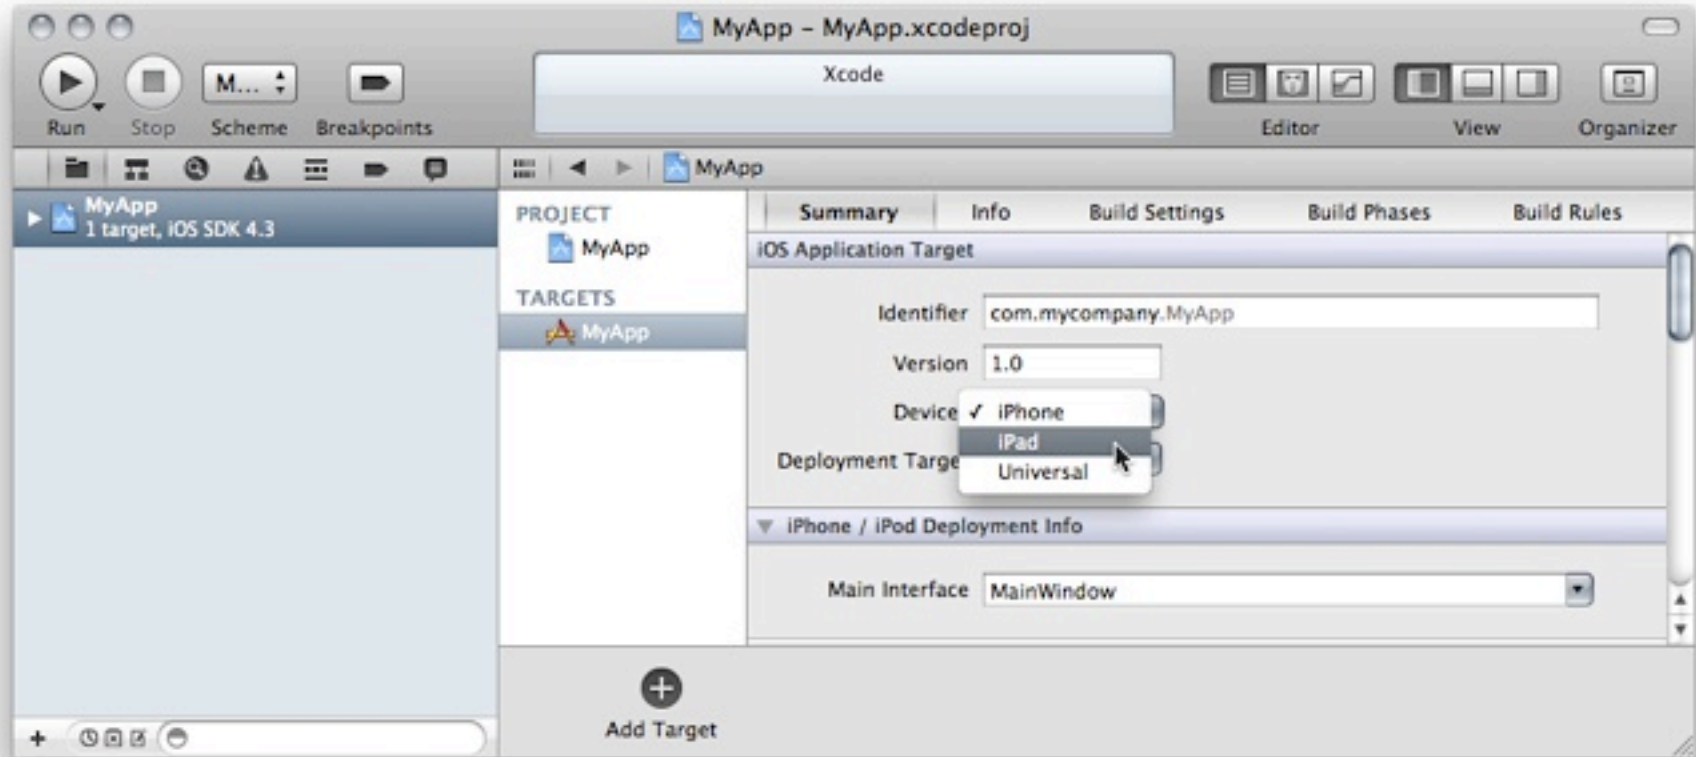 MyApp – MyApp.xcodeproj
M...
Xcode
Run Stop Scheme Breakpoints
Editor View Organizer
MyApp
MyApp
1 target, iOS SDK 4.3
PROJECT
MyApp
TARGETS
MyApp
Summary Info Build Settings Build Phases Build Rules
iOS Application Target
Identifier com.mycompany.MyApp
Version 1.0
Device ✓ iPhone
iPad
Deployment Targe
Universal
iPhone / iPod Deployment Info
Main Interface MainWindow
Add Target